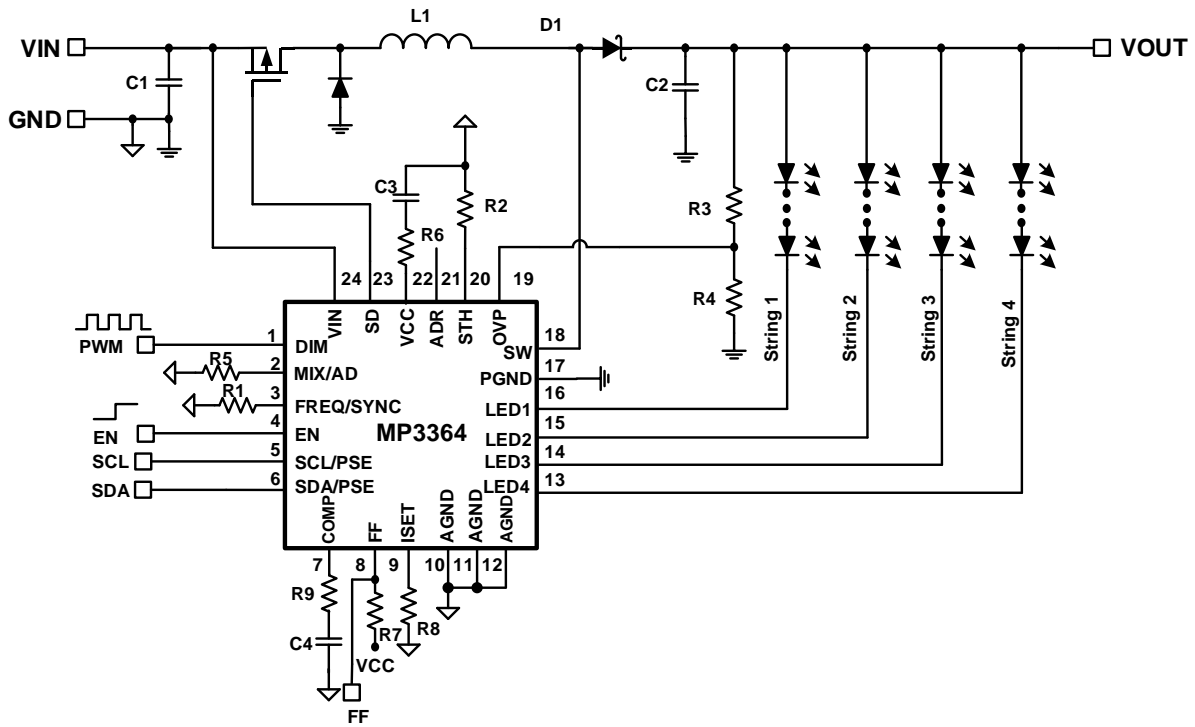 L1
D1
VIN
VOUT
C1
C2
GND
C3
R2
R6
R3
24 23 22 21 20 19
R4
String 1
String 2
String 3
String 4
VIN
SD
VCC
ADR
STH
OVP
PWM
1
DIM
SW
18
R5
2
MIX/AD
PGND
17
R1
3
FREQ/SYNC
LED1
16
EN
4
EN
MP3364
LED2
15
SCL
5
SCL/PSE
LED3
14
SDA
6
SDA/PSE
LED4
13
COMP
FF
ISET
AGND
AGND
AGND
7 8 9 10 11 12
R9
R7
R8
C4
VCC
FF